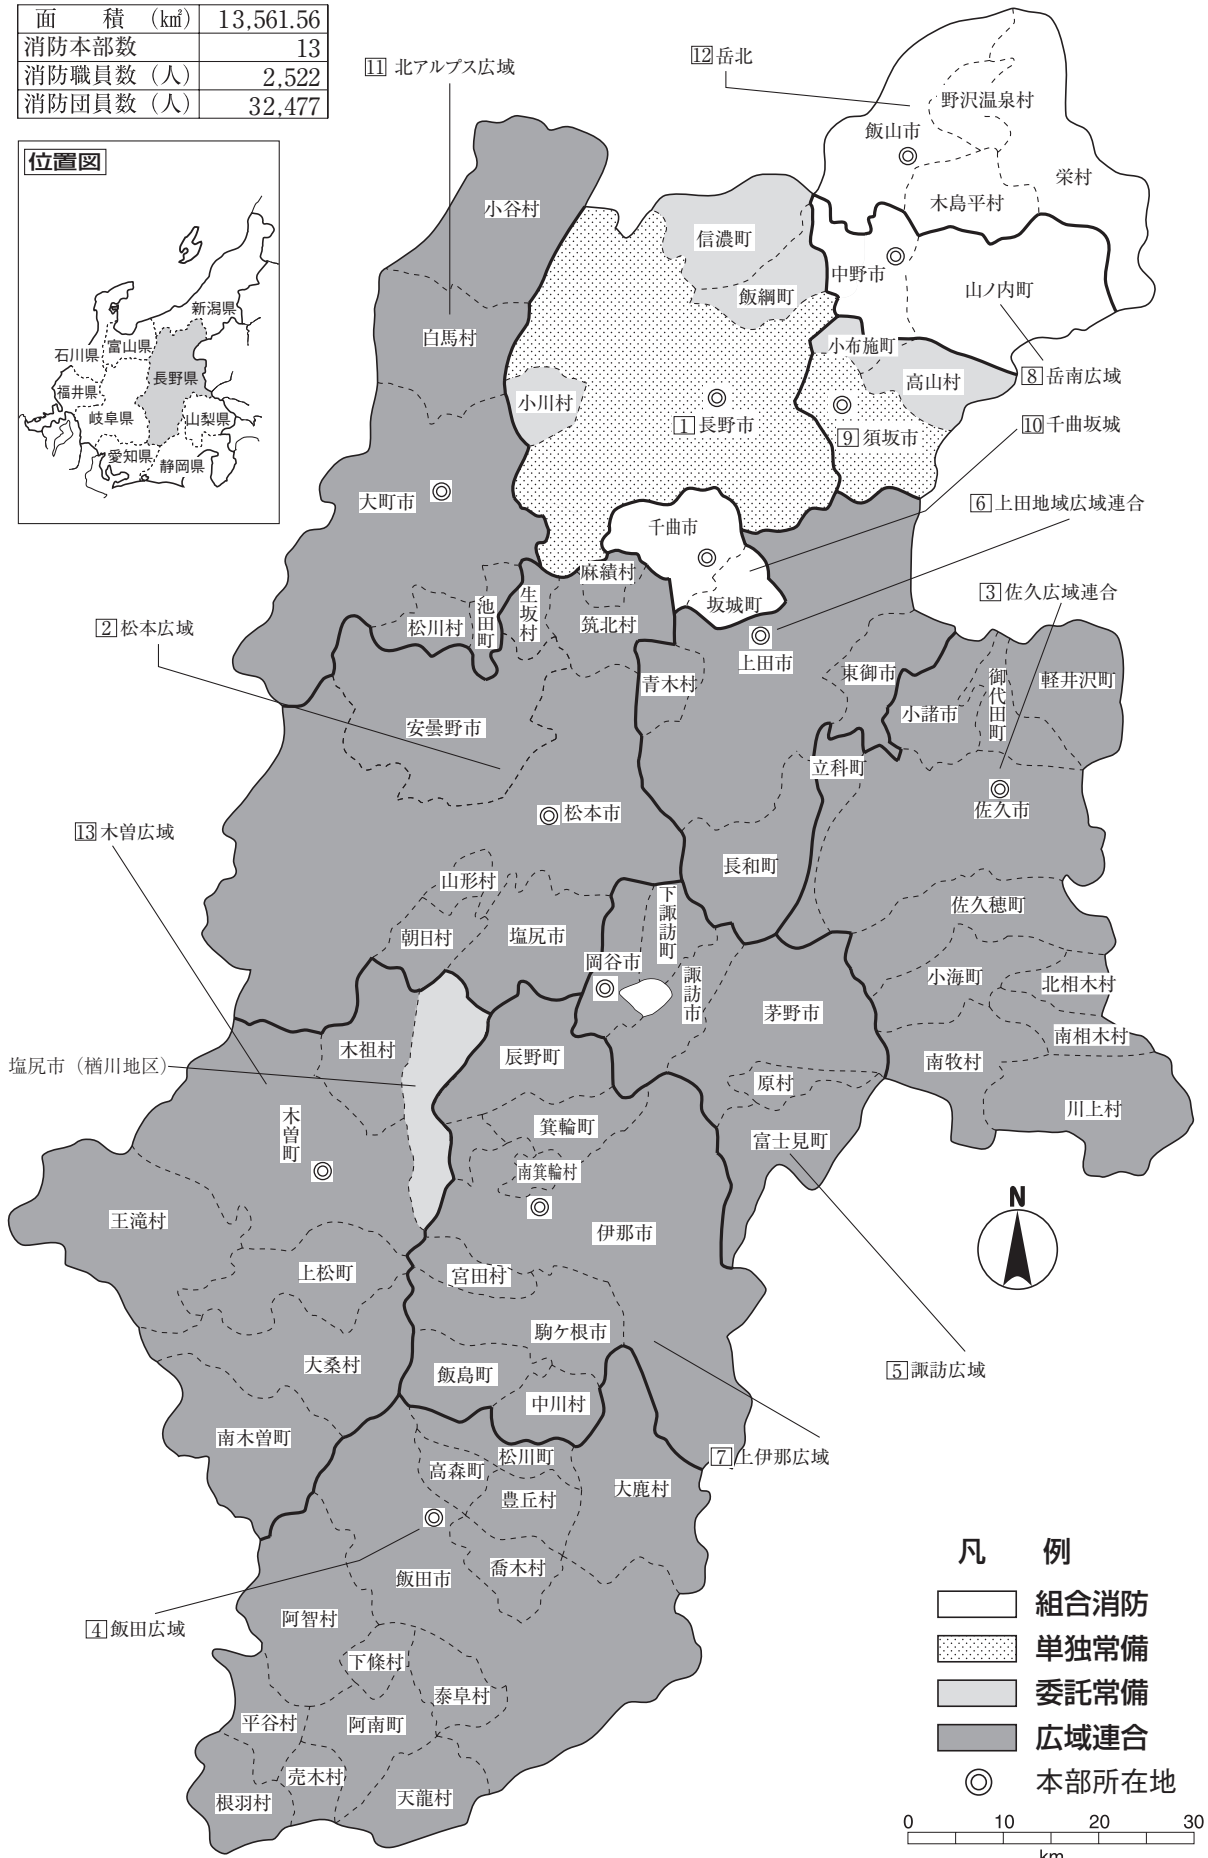 面　積 (㎢) 13,561.56
消防本部数 13
消防職員数（人） 2,522
消防団員数（人） 32,477
位置図
新潟県
富山県
石川県
長野県
福井県
岐阜県
山梨県
愛知県
静岡県
11 北アルプス広域
12 岳北
野沢温泉村
飯山市
栄村
木島平村
小谷村
信濃町
中野市
飯綱町
山ノ内町
白馬村
小布施町
高山村
8 岳南広域
小川村
1 長野市
9 須坂市
10 千曲坂城
大町市
千曲市
6 上田地域広域連合
麻績村
生坂村
池田町
坂城町
3 佐久広域連合
2 松本広域
松川村
筑北村
上田市
青木村
東御市
御代田町
軽井沢町
小諸市
安曇野市
立科町
松本市
佐久市
13 木曽広域
長和町
山形村
下諏訪町
佐久穂町
朝日村
塩尻市
岡谷市
諏訪市
小海町
北相木村
茅野市
南相木村
木祖村
辰野町
南牧村
塩尻市（楢川地区）
原村
川上村
木曽町
箕輪町
富士見町
南箕輪村
N
王滝村
伊那市
上松町
宮田村
駒ケ根市
大桑村
飯島町
5 諏訪広域
中川村
南木曽町
松川町
7 上伊那広域
高森町
大鹿村
豊丘村
喬木村
飯田市
阿智村
4 飯田広域
下條村
泰阜村
平谷村
阿南町
売木村
根羽村
天龍村
凡　例
組合消防
単独常備
委託常備
広域連合
本部所在地
0 10 20 30
km